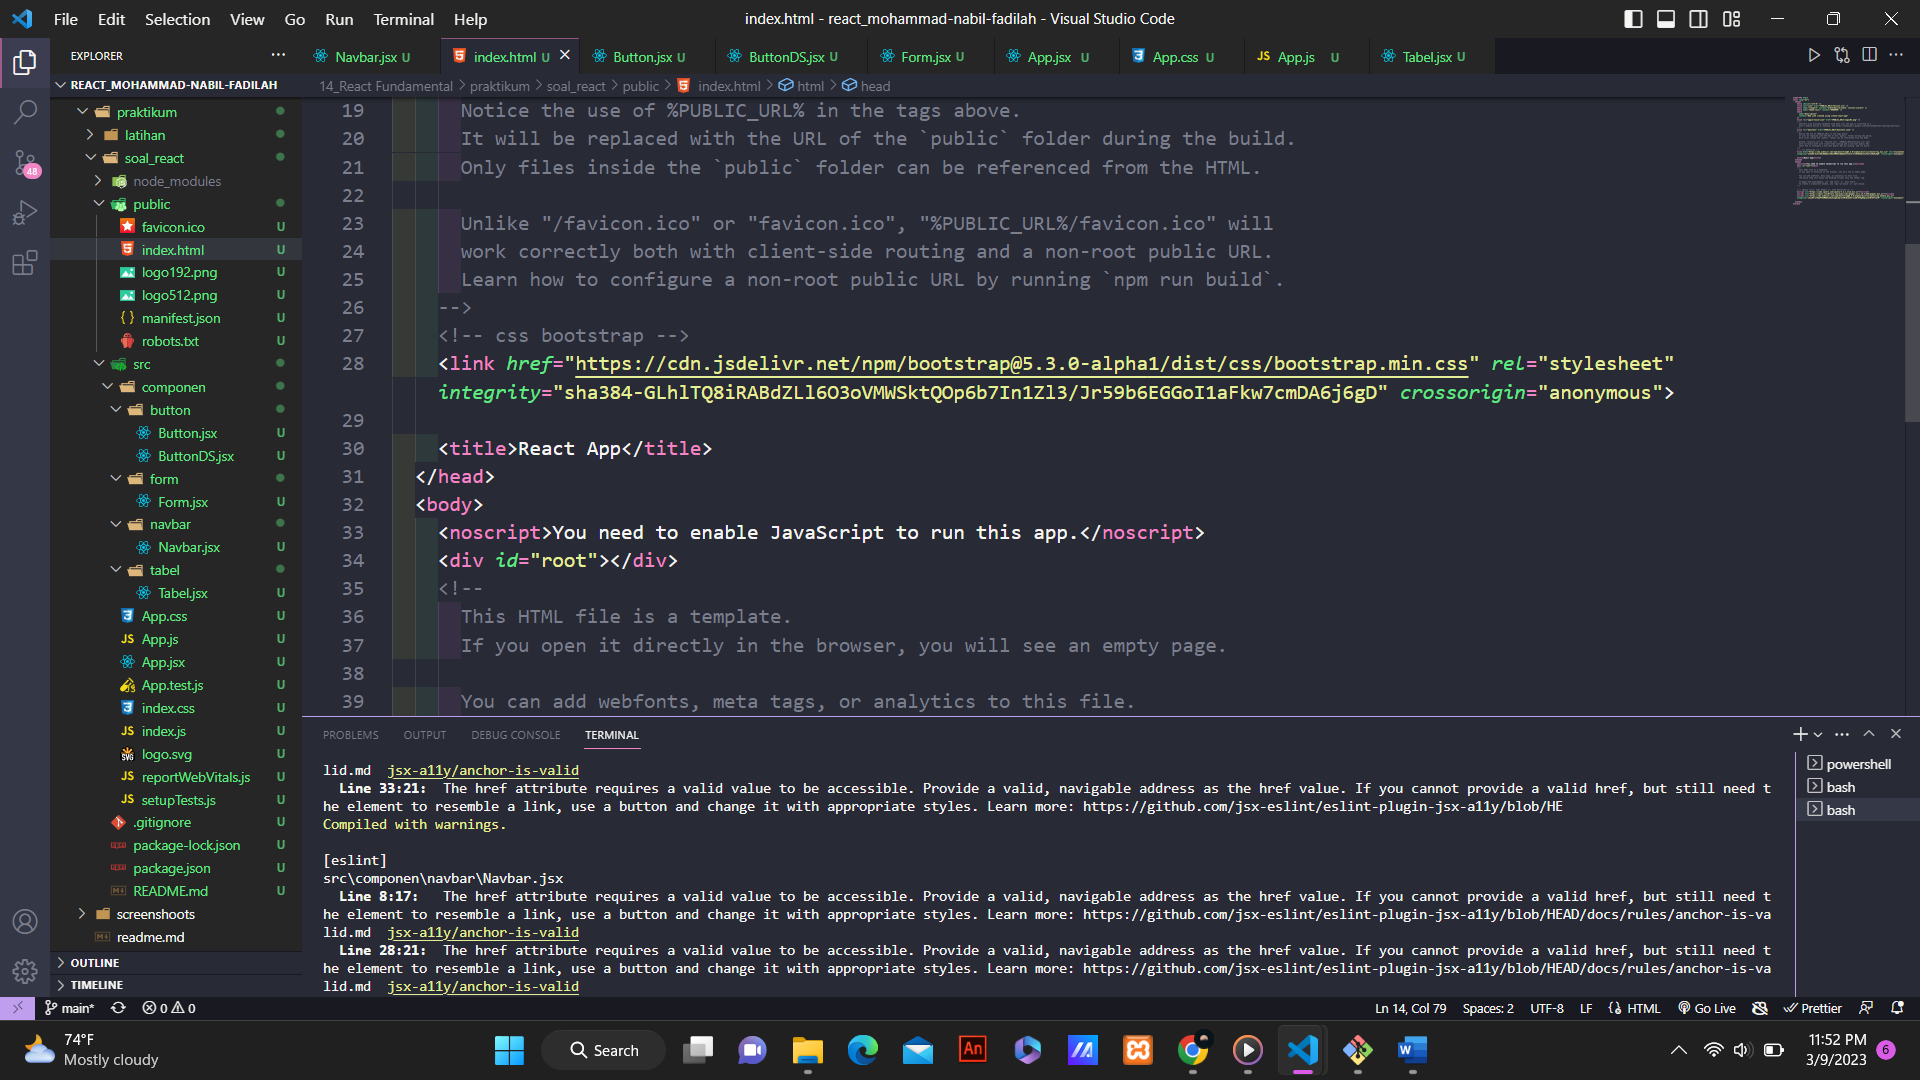 File Edit Selection View Go Run Terminal Help
index.html - react_mohammad-nabil-fadilah - Visual Studio Code
EXPLORER
Navbar.jsx U
index.html U
Button.jsx U
ButtonDS.jsx U
Form.jsx U
App.jsx U
App.css U
JS App.js U
Tabel.jsx U
REACT_MOHAMMAD-NABIL-FADILAH
14_React Fundamental > praktikum > soal_react > public > index.html > html > head
praktikum
latihan
soal_react
node_modules
public
favicon.ico U
index.html U
logo192.png U
logo512.png U
manifest.json U
robots.txt U
src
componen
button
Button.jsx U
ButtonDS.jsx U
form
Form.jsx U
navbar
Navbar.jsx U
tabel
Tabel.jsx U
App.css U
JS App.js U
App.jsx U
App.test.js U
index.css U
JS index.js U
logo.svg U
JS reportWebVitals.js U
JS setupTests.js U
.gitignore U
package-lock.json U
package.json U
README.md U
screenshoots
readme.md
OUTLINE
TIMELINE
48
19 Notice the use of %PUBLIC_URL% in the tags above.
20 It will be replaced with the URL of the `public` folder during the build.
21 Only files inside the `public` folder can be referenced from the HTML.
22
23 Unlike "/favicon.ico" or "favicon.ico", "%PUBLIC_URL%/favicon.ico" will
24 work correctly both with client-side routing and a non-root public URL.
25 Learn how to configure a non-root public URL by running `npm run build`.
26 -->
27 <!-- css bootstrap -->
28 <link href="https://cdn.jsdelivr.net/npm/bootstrap@5.3.0-alpha1/dist/css/bootstrap.min.css" rel="stylesheet"
integrity="sha384-GLhlTQ8iRABdZLl6O3oVMWSktQOp6b7In1Zl3/Jr59b6EGGoI1aFkw7cmDA6j6gD" crossorigin="anonymous">
29
30 <title>React App</title>
31 </head>
32 <body>
33 <noscript>You need to enable JavaScript to run this app.</noscript>
34 <div id="root"></div>
35 <!--
36 This HTML file is a template.
37 If you open it directly in the browser, you will see an empty page.
38
39 You can add webfonts, meta tags, or analytics to this file.
PROBLEMS OUTPUT DEBUG CONSOLE TERMINAL
lid.md jsx-a11y/anchor-is-valid
Line 33:21: The href attribute requires a valid value to be accessible. Provide a valid, navigable address as the href value. If you cannot provide a valid href, but still need t
he element to resemble a link, use a button and change it with appropriate styles. Learn more: https://github.com/jsx-eslint/eslint-plugin-jsx-a11y/blob/HE
Compiled with warnings.
[eslint]
src\componen\navbar\Navbar.jsx
Line 8:17: The href attribute requires a valid value to be accessible. Provide a valid, navigable address as the href value. If you cannot provide a valid href, but still need t
he element to resemble a link, use a button and change it with appropriate styles. Learn more: https://github.com/jsx-eslint/eslint-plugin-jsx-a11y/blob/HEAD/docs/rules/anchor-is-va
lid.md jsx-a11y/anchor-is-valid
Line 28:21: The href attribute requires a valid value to be accessible. Provide a valid, navigable address as the href value. If you cannot provide a valid href, but still need t
he element to resemble a link, use a button and change it with appropriate styles. Learn more: https://github.com/jsx-eslint/eslint-plugin-jsx-a11y/blob/HEAD/docs/rules/anchor-is-va
lid.md jsx-a11y/anchor-is-valid
powershell
bash
bash
main* 0 0
Ln 14, Col 79 Spaces: 2 UTF-8 LF HTML Go Live Prettier
74°F
Mostly cloudy
Search
An
11:52 PM
3/9/2023
6